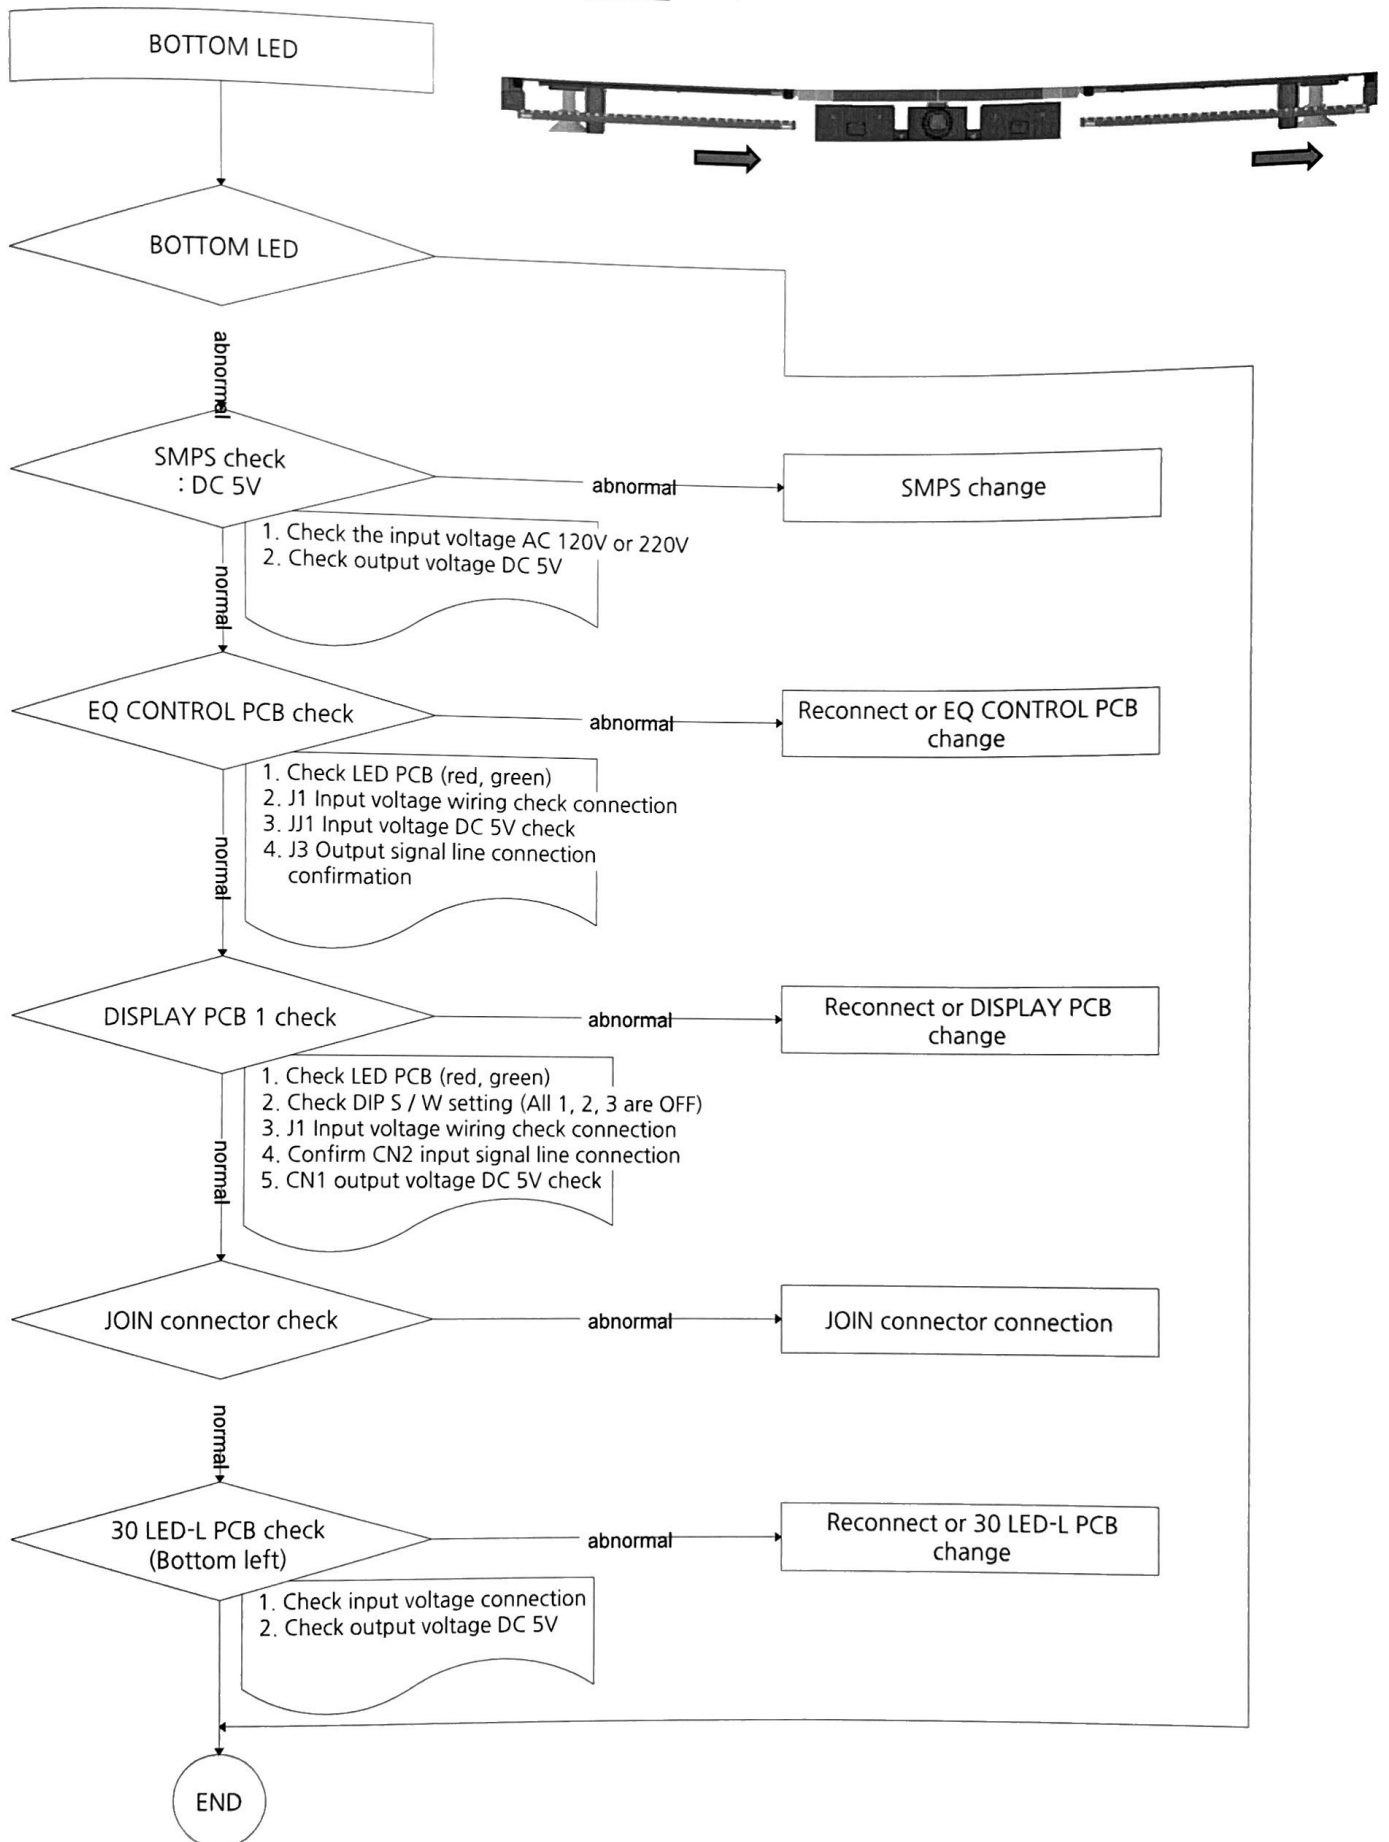 BOTTOM LED
BOTTOM LED
abnormal
SMPS check
: DC 5V
abnormal
SMPS change
1. Check the input voltage AC 120V or 220V
2. Check output voltage DC 5V
normal
EQ CONTROL PCB check
abnormal
Reconnect or EQ CONTROL PCB
change
1. Check LED PCB (red, green)
2. J1 Input voltage wiring check connection
3. JJ1 Input voltage DC 5V check
4. J3 Output signal line connection
confirmation
normal
DISPLAY PCB 1 check
abnormal
Reconnect or DISPLAY PCB
change
1. Check LED PCB (red, green)
2. Check DIP S / W setting (All 1, 2, 3 are OFF)
3. J1 Input voltage wiring check connection
4. Confirm CN2 input signal line connection
5. CN1 output voltage DC 5V check
normal
JOIN connector check
abnormal
JOIN connector connection
normal
30 LED-L PCB check
(Bottom left)
abnormal
Reconnect or 30 LED-L PCB
change
1. Check input voltage connection
2. Check output voltage DC 5V
END